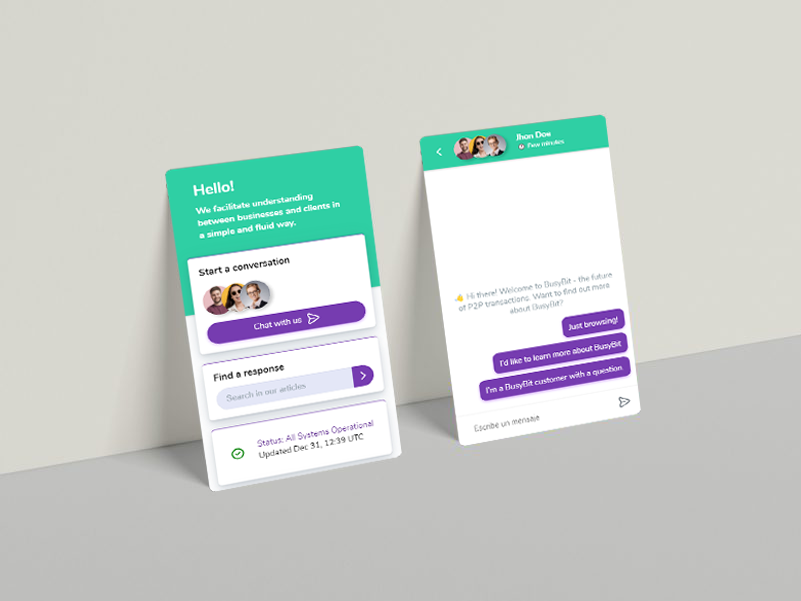 Hello!
We facilitate understanding
between businesses and clients in
a simple and fluid way.
Start a conversation
Chat with us
Find a response
Search in our articles
Status: All Systems Operational
Updated Dec 31, 12:39 UTC
Jhon Doe
Few minutes
Hi there! Welcome to BusyBit - the future
of P2P transactions. Want to find out more
about BusyBit?
Just browsing!
I'd like to learn more about BusyBit
I'm a BusyBit customer with a question
Escribe un mensaje